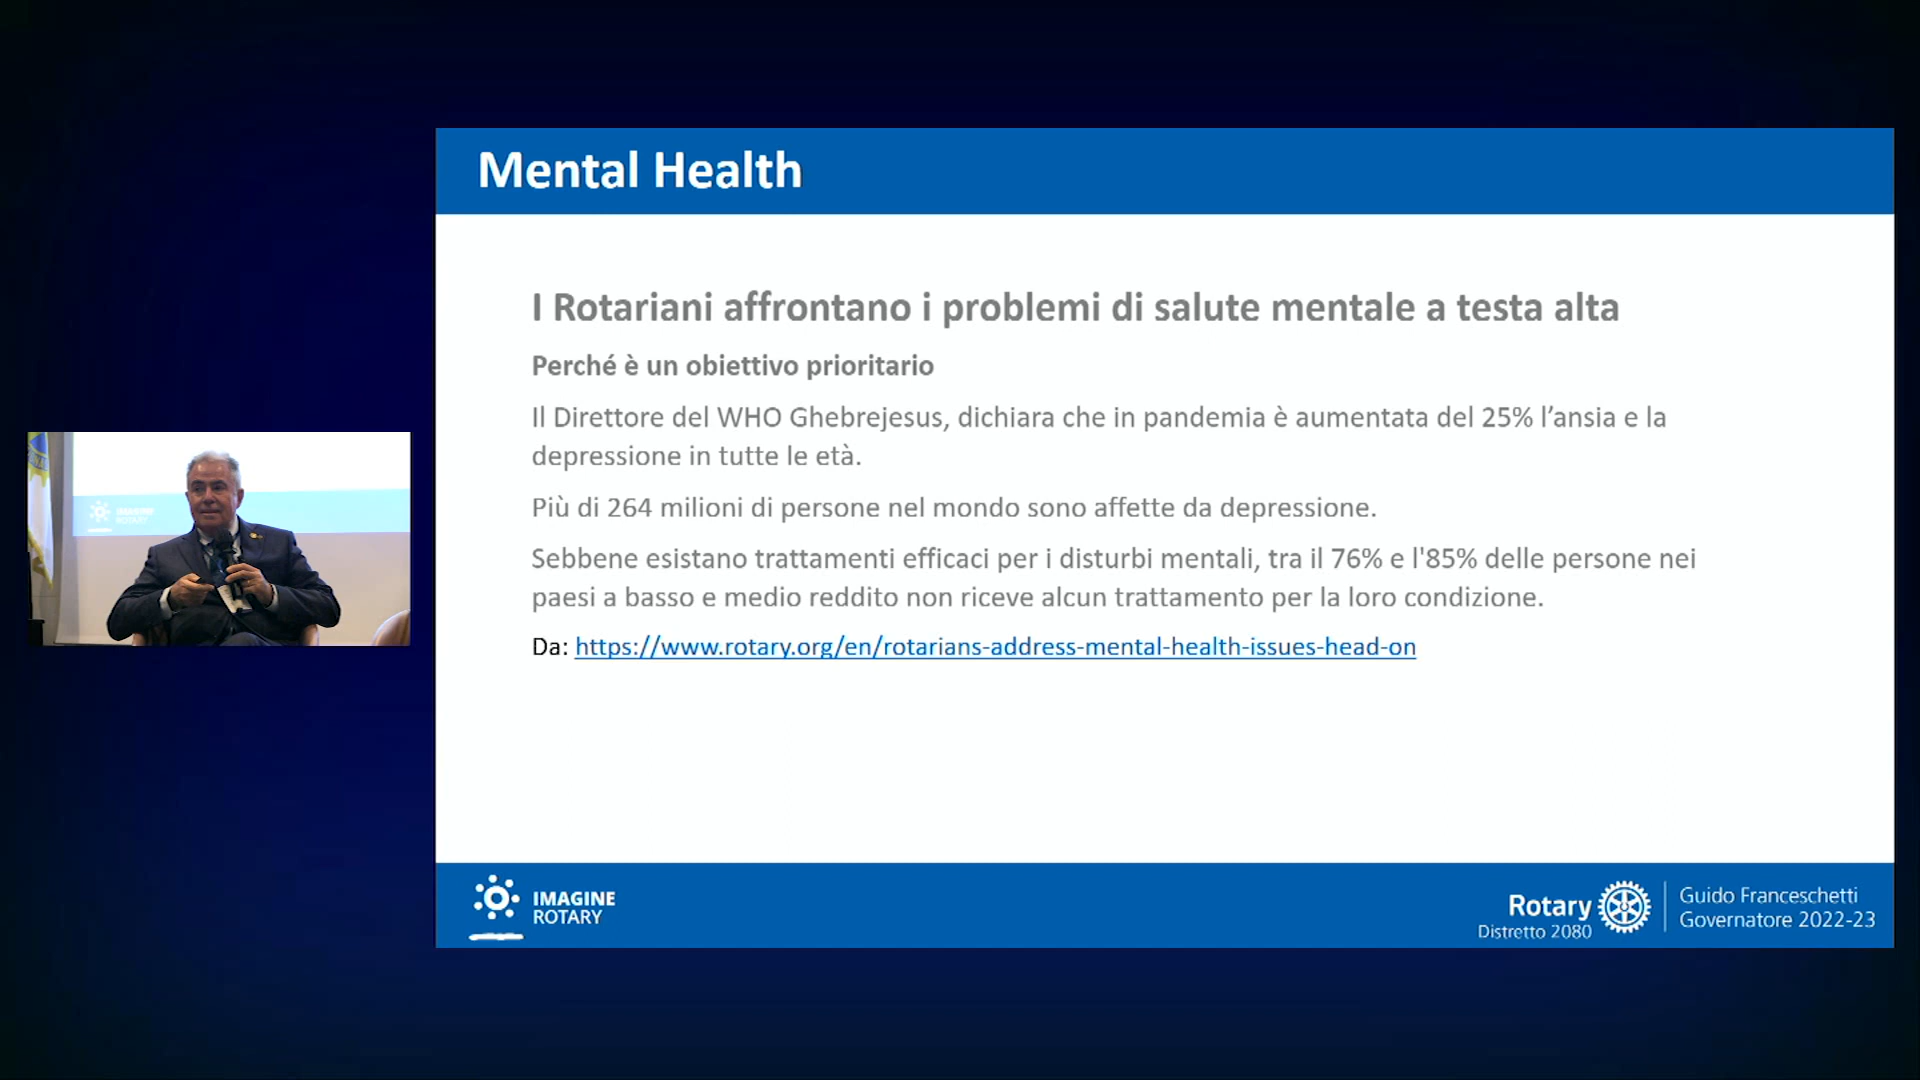 Mental Health
I Rotariani affrontano i problemi di salute mentale a testa alta
Perché è un obiettivo prioritario
Il Direttore del WHO Ghebrejesus, dichiara che in pandemia è aumentata del 25% l’ansia e la
depressione in tutte le età.
Più di 264 milioni di persone nel mondo sono affette da depressione.
Sebbene esistano trattamenti efficaci per i disturbi mentali, tra il 76% e l'85% delle persone nei
paesi a basso e medio reddito non riceve alcun trattamento per la loro condizione.
Da: https://www.rotary.org/en/rotarians-address-mental-health-issues-head-on
IMAGINE
ROTARY
IMAGINE
ROTARY
Rotary
Distretto 2080
Guido Franceschetti
Governatore 2022-23